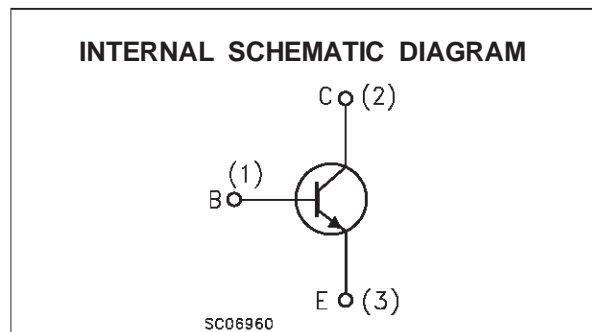 INTERNAL SCHEMATIC DIAGRAM
C (2)
(1)
B
E (3)
SC06960